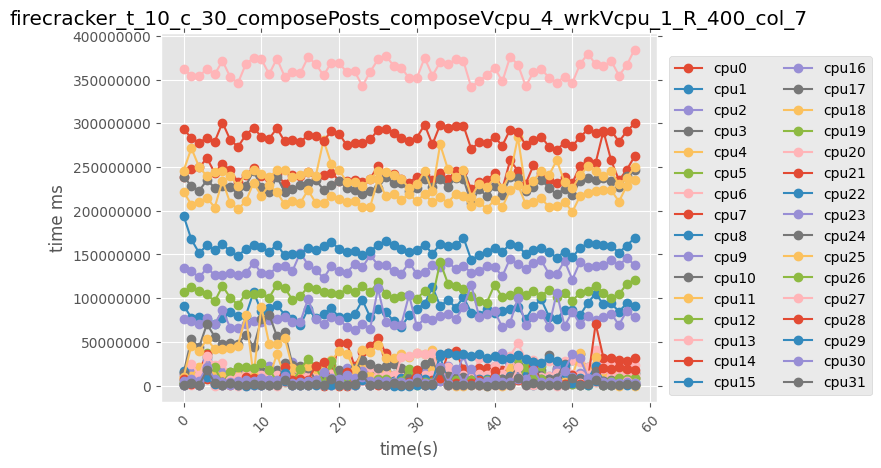 firecracker_t_10_c_30_composePosts_composeVcpu_4_wrkVcpu_1_R_400_col_7
400000000
350000000
300000000
250000000
200000000
150000000
100000000
50000000
0
time ms
0
10
20
30
40
50
60
time(s)
cpu0
cpu1
cpu2
cpu3
cpu4
cpu5
cpu6
cpu7
cpu8
cpu9
cpu10
cpu11
cpu12
cpu13
cpu14
cpu15
cpu16
cpu17
cpu18
cpu19
cpu20
cpu21
cpu22
cpu23
cpu24
cpu25
cpu26
cpu27
cpu28
cpu29
cpu30
cpu31